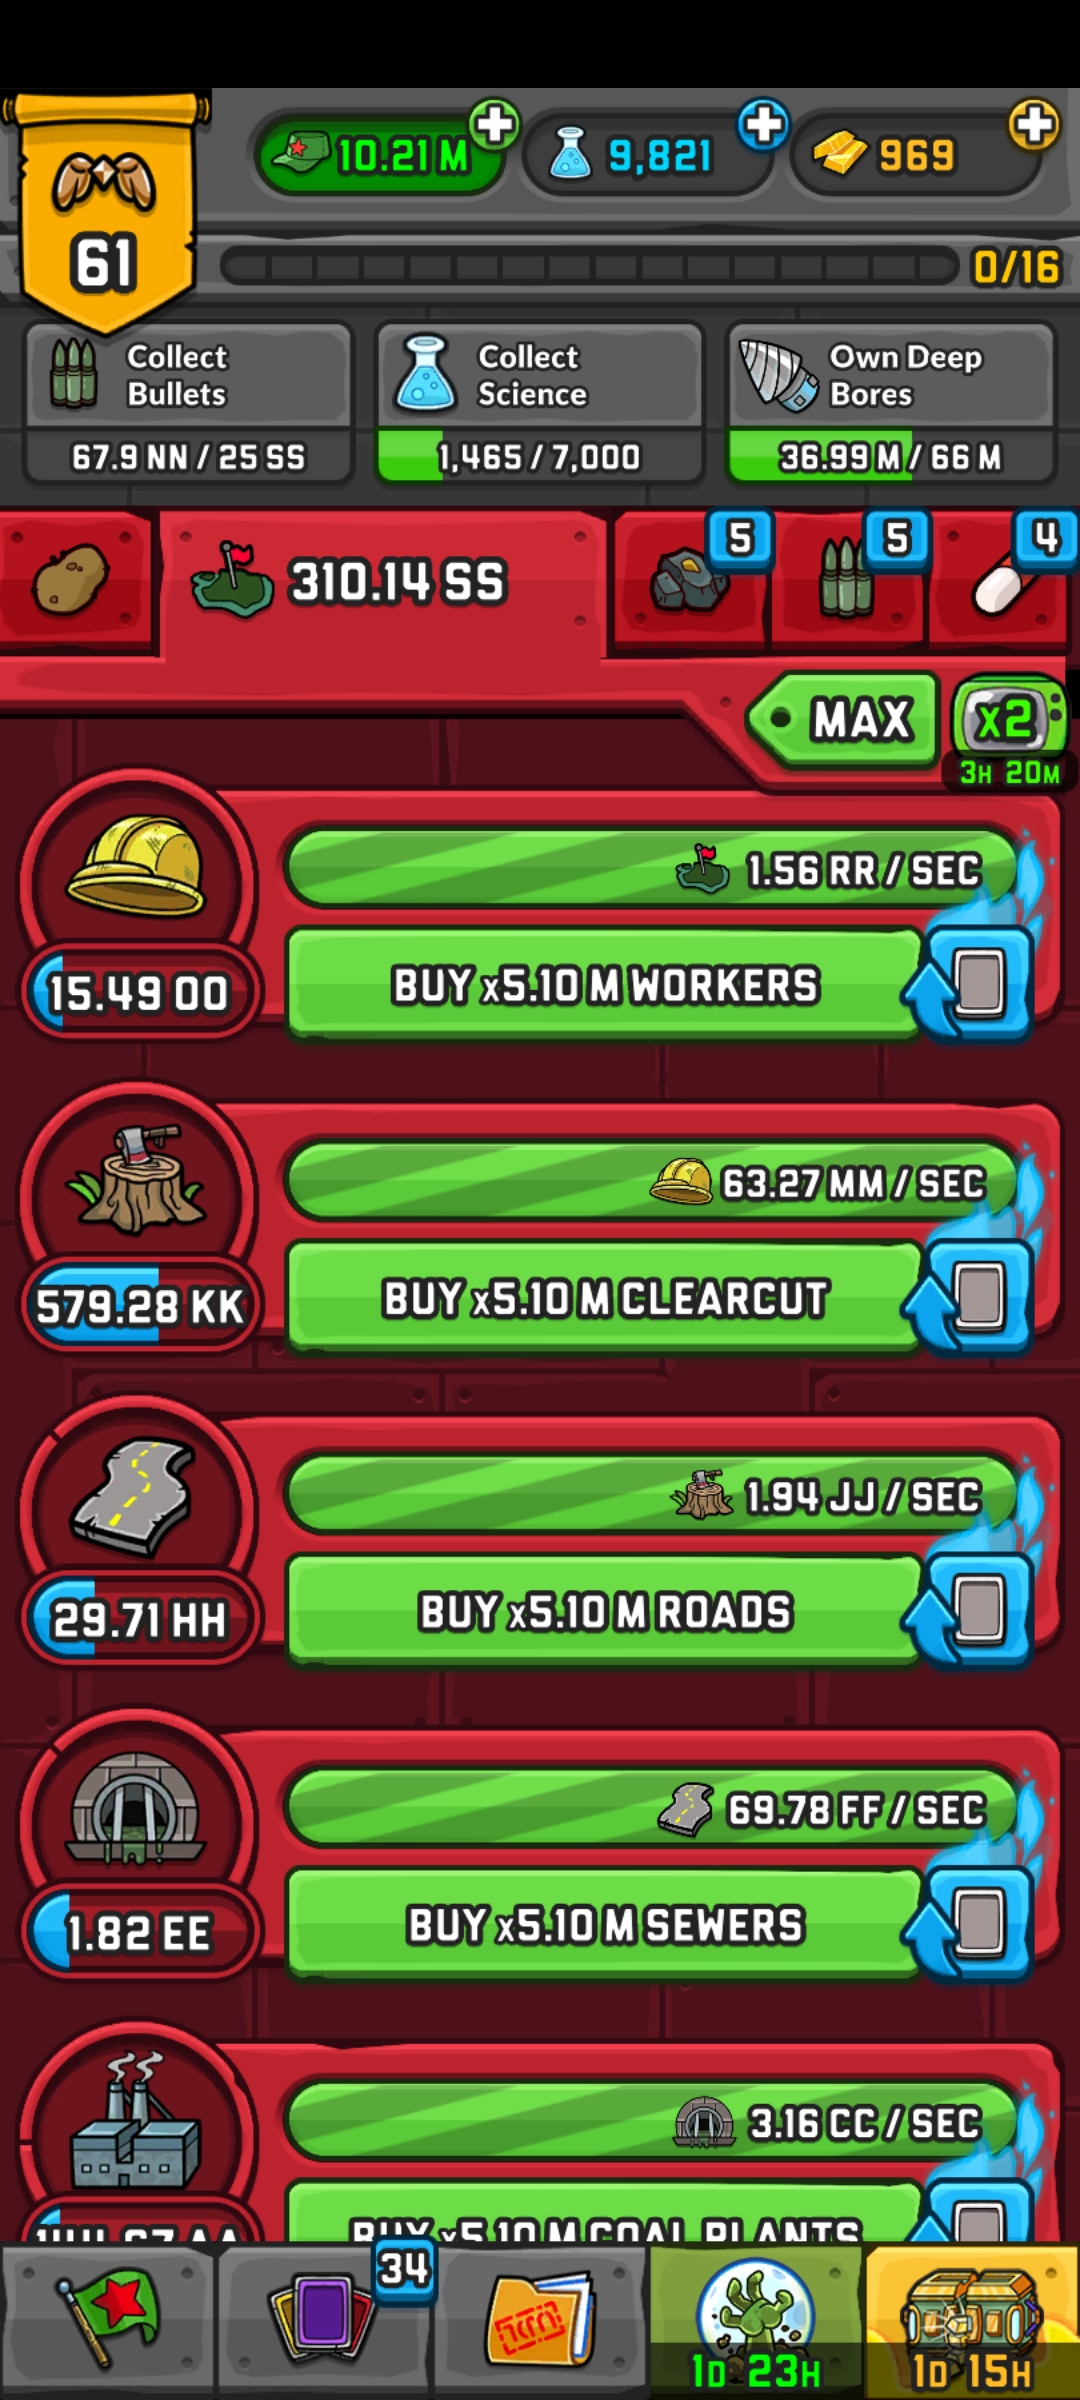 61
10.21 M
9,821
969
0/16
Collect
Bullets
67.9 NN / 25 SS
Collect
Science
1,465 / 7,000
Own Deep
Bores
36.99 M / 66 M
310.14 SS
5
5
4
MAX
x2
3H 20M
1.56 RR / SEC
15.49 OO
BUY x5.10 M WORKERS
63.27 MM / SEC
579.28 KK
BUY x5.10 M CLEARCUT
1.94 JJ / SEC
29.71 HH
BUY x5.10 M ROADS
69.78 FF / SEC
1.82 EE
BUY x5.10 M SEWERS
3.16 CC / SEC
BUY x5.10 M COAL PLANTS
34
1D 23H
1D 15H